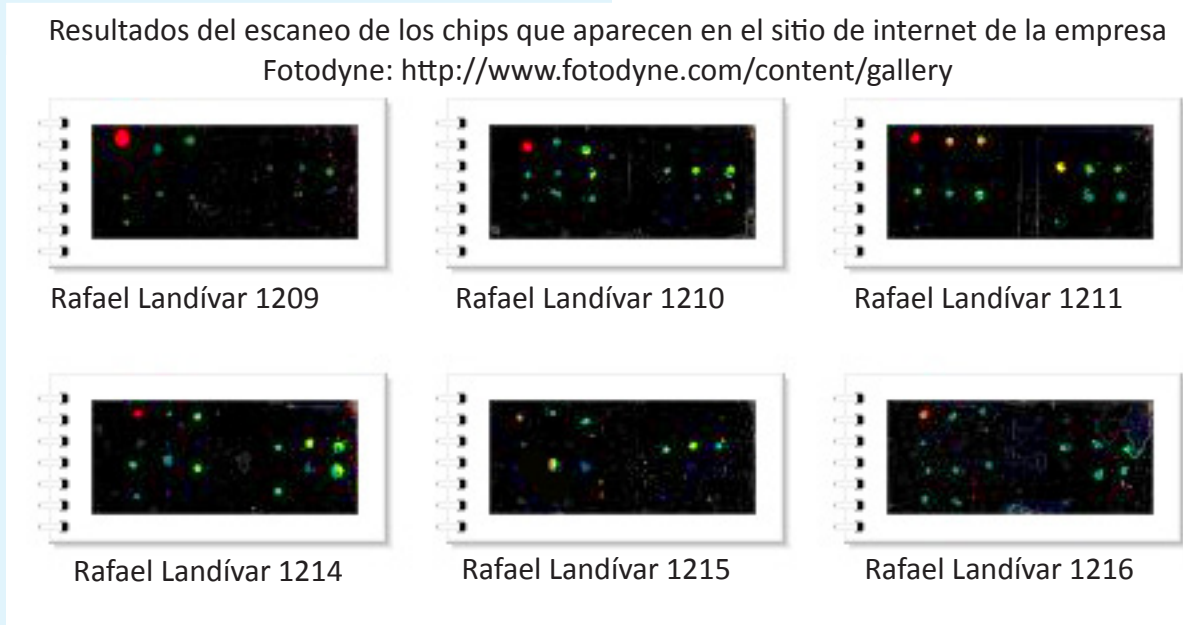 Resultados del escaneo de los chips que aparecen en el sitio de internet de la empresa
Fotodyne: http://www.fotodyne.com/content/gallery
Rafael Landívar 1209
Rafael Landívar 1210
Rafael Landívar 1211
Rafael Landívar 1214
Rafael Landívar 1215
Rafael Landívar 1216